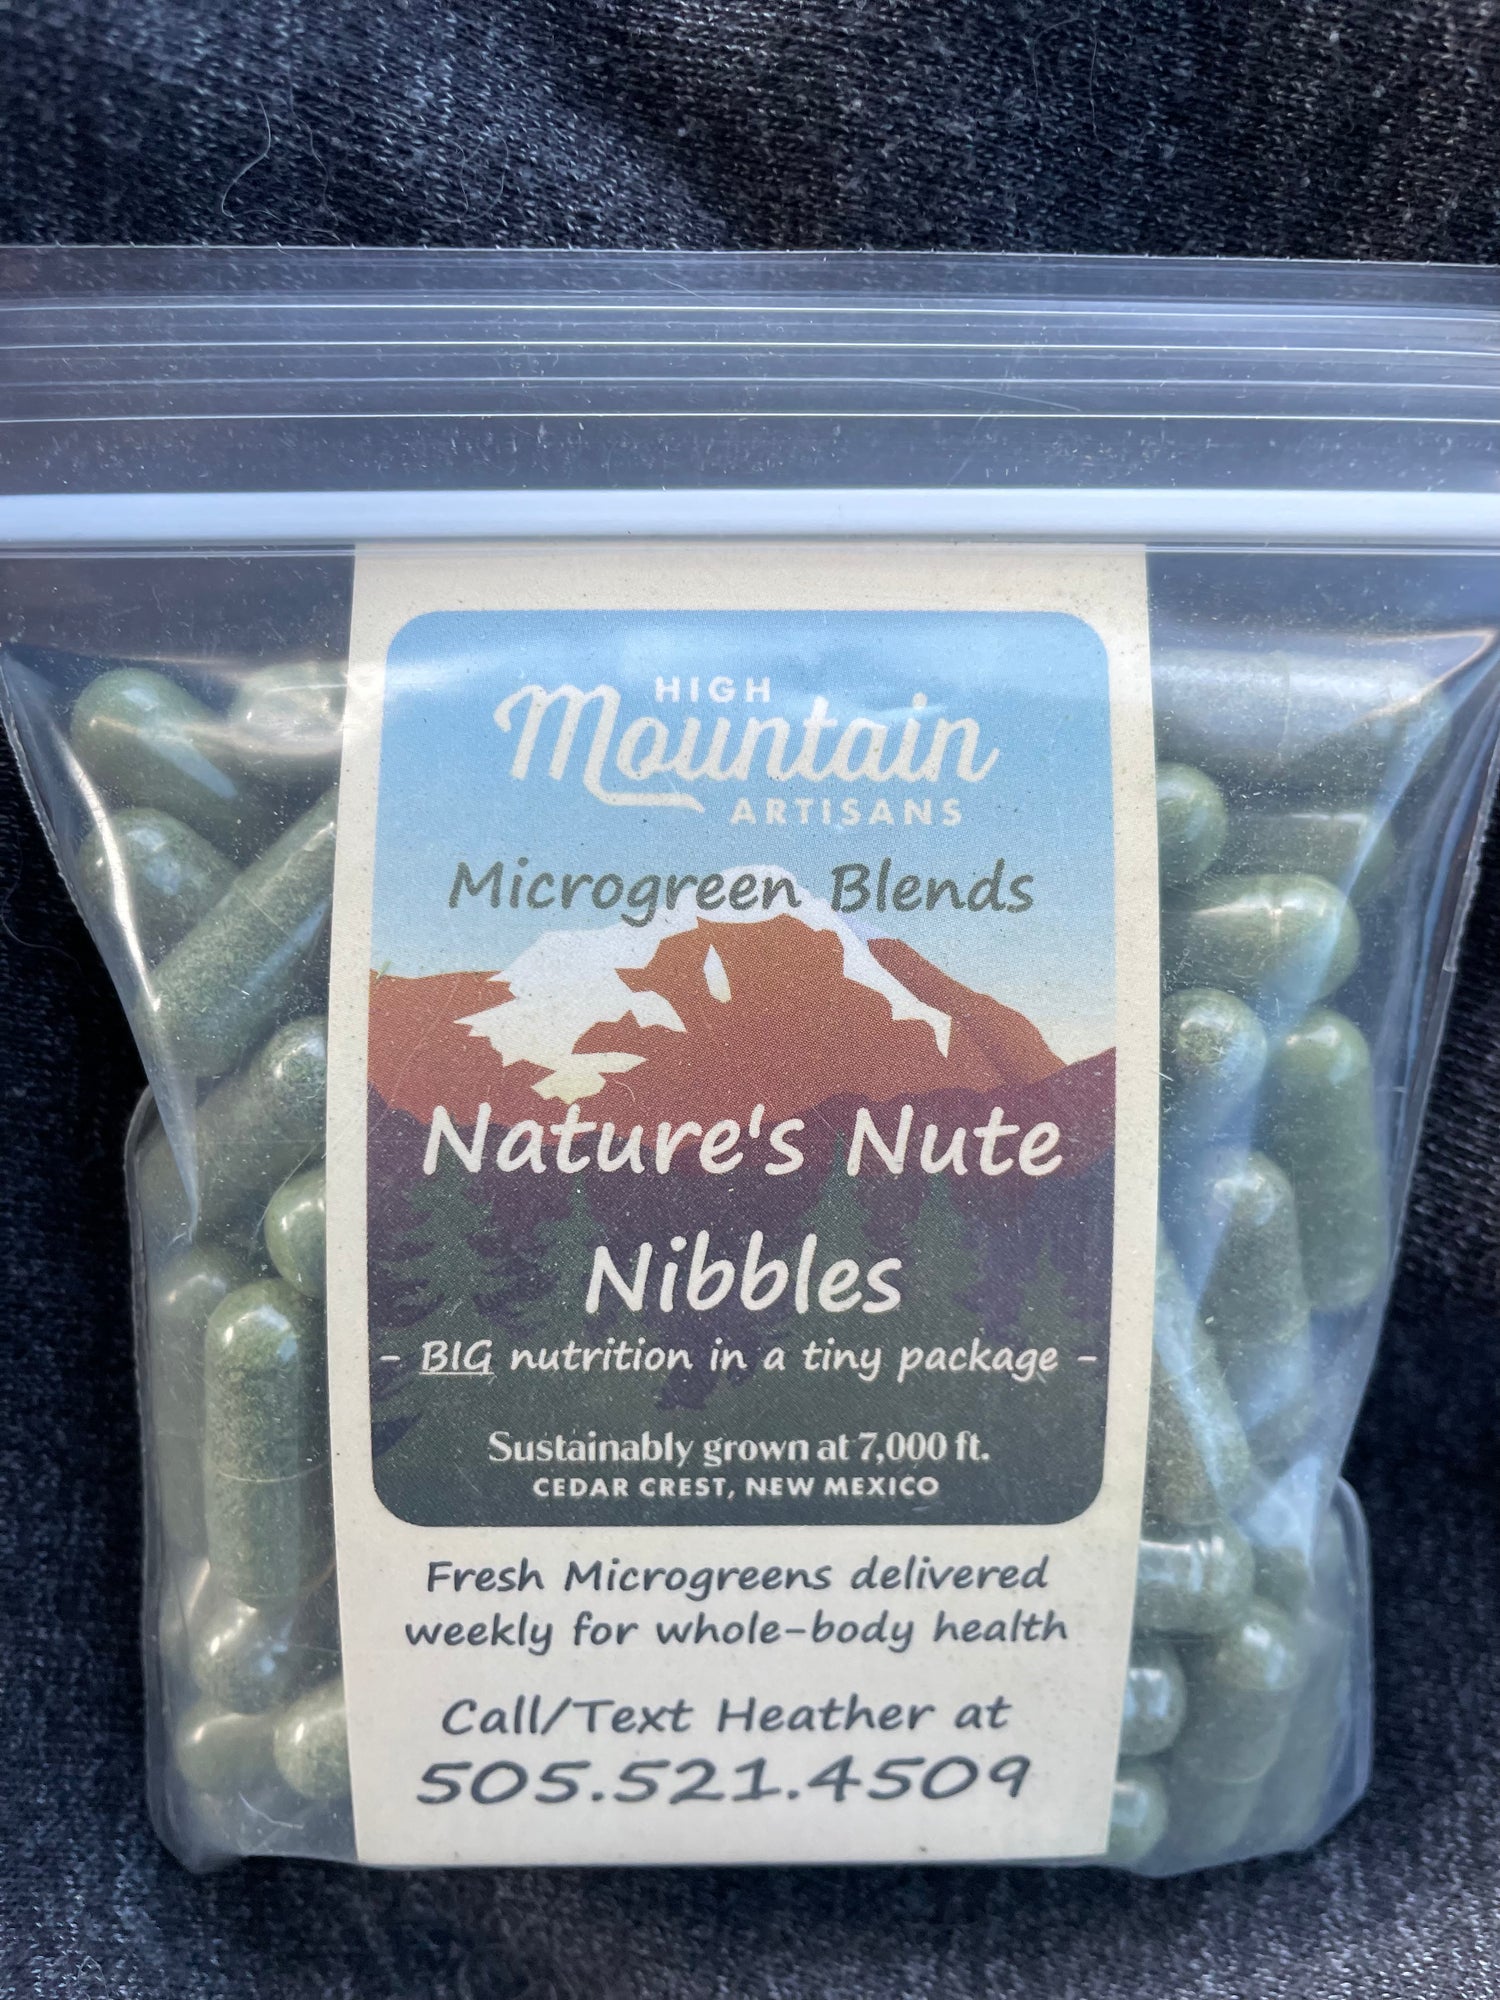 HIGH
Mountain
ARTISANS
Microgreen Blends
Nature's Nute
Nibbles
- BIG nutrition in a tiny package -
Sustainably grown at 7,000 ft.
CEDAR CREST, NEW MEXICO
Fresh Microgreens delivered
weekly for whole-body health
Call/Text Heather at
505.521.4509